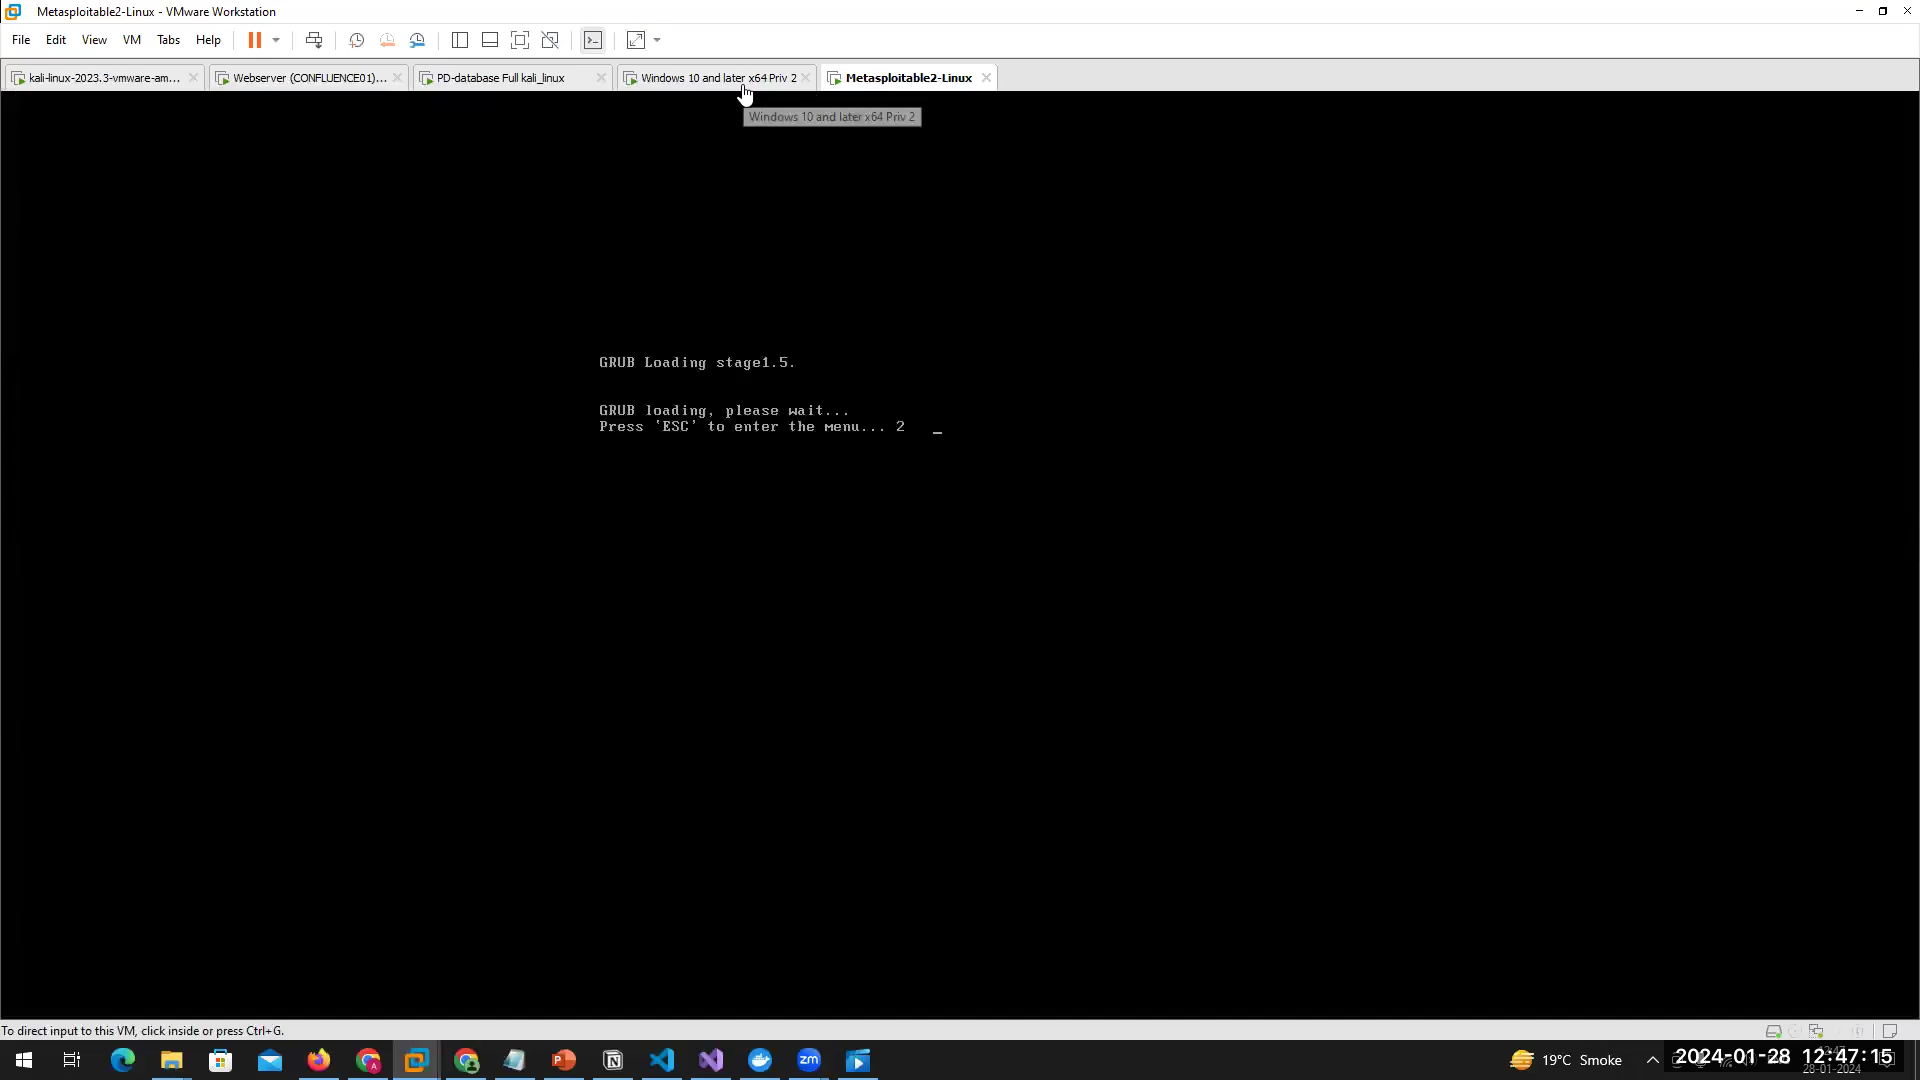 Metasploitable2-Linux - VMware Workstation
File Edit View VM Tabs Help
kali-linux-2023.3-vmware-am... Webserver (CONFLUENCE01)... PD-database Full kali_linux Windows 10 and later x64 Priv 2 Metasploitable2-Linux
Windows 10 and later x64 Priv 2
GRUB Loading stage1.5.
GRUB loading, please wait...
Press `ESC' to enter the menu... 2 _
To direct input to this VM, click inside or press Ctrl+G.
19°C Smoke
2024-01-28 12:47:15
28-01-2024